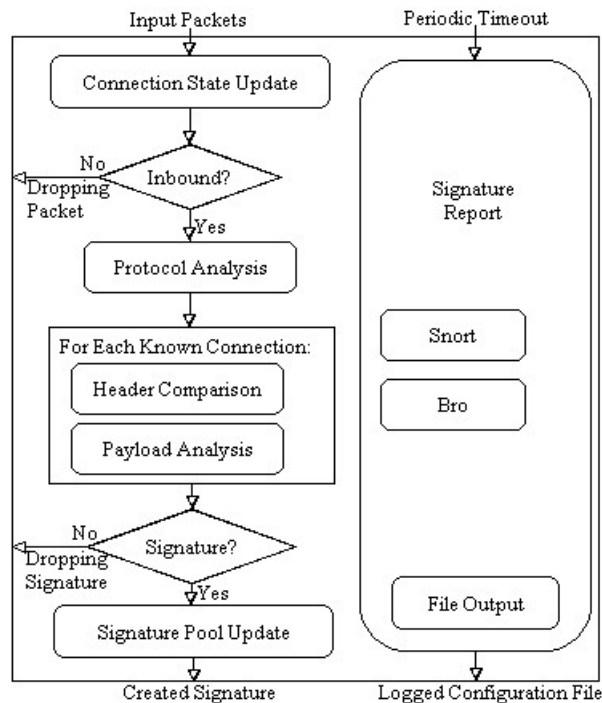 Input Packets
Periodic Timeout
Connection State Update
No
Inbound?
Dropping
Packet
Yes
Protocol Analysis
For Each Known Connection:
Header Comparison
Payload Analysis
No
Signature?
Dropping
Signature
Yes
Signature Pool Update
Created Signature
Signature
Report
Snort
Bro
File Output
Logged Configuration File